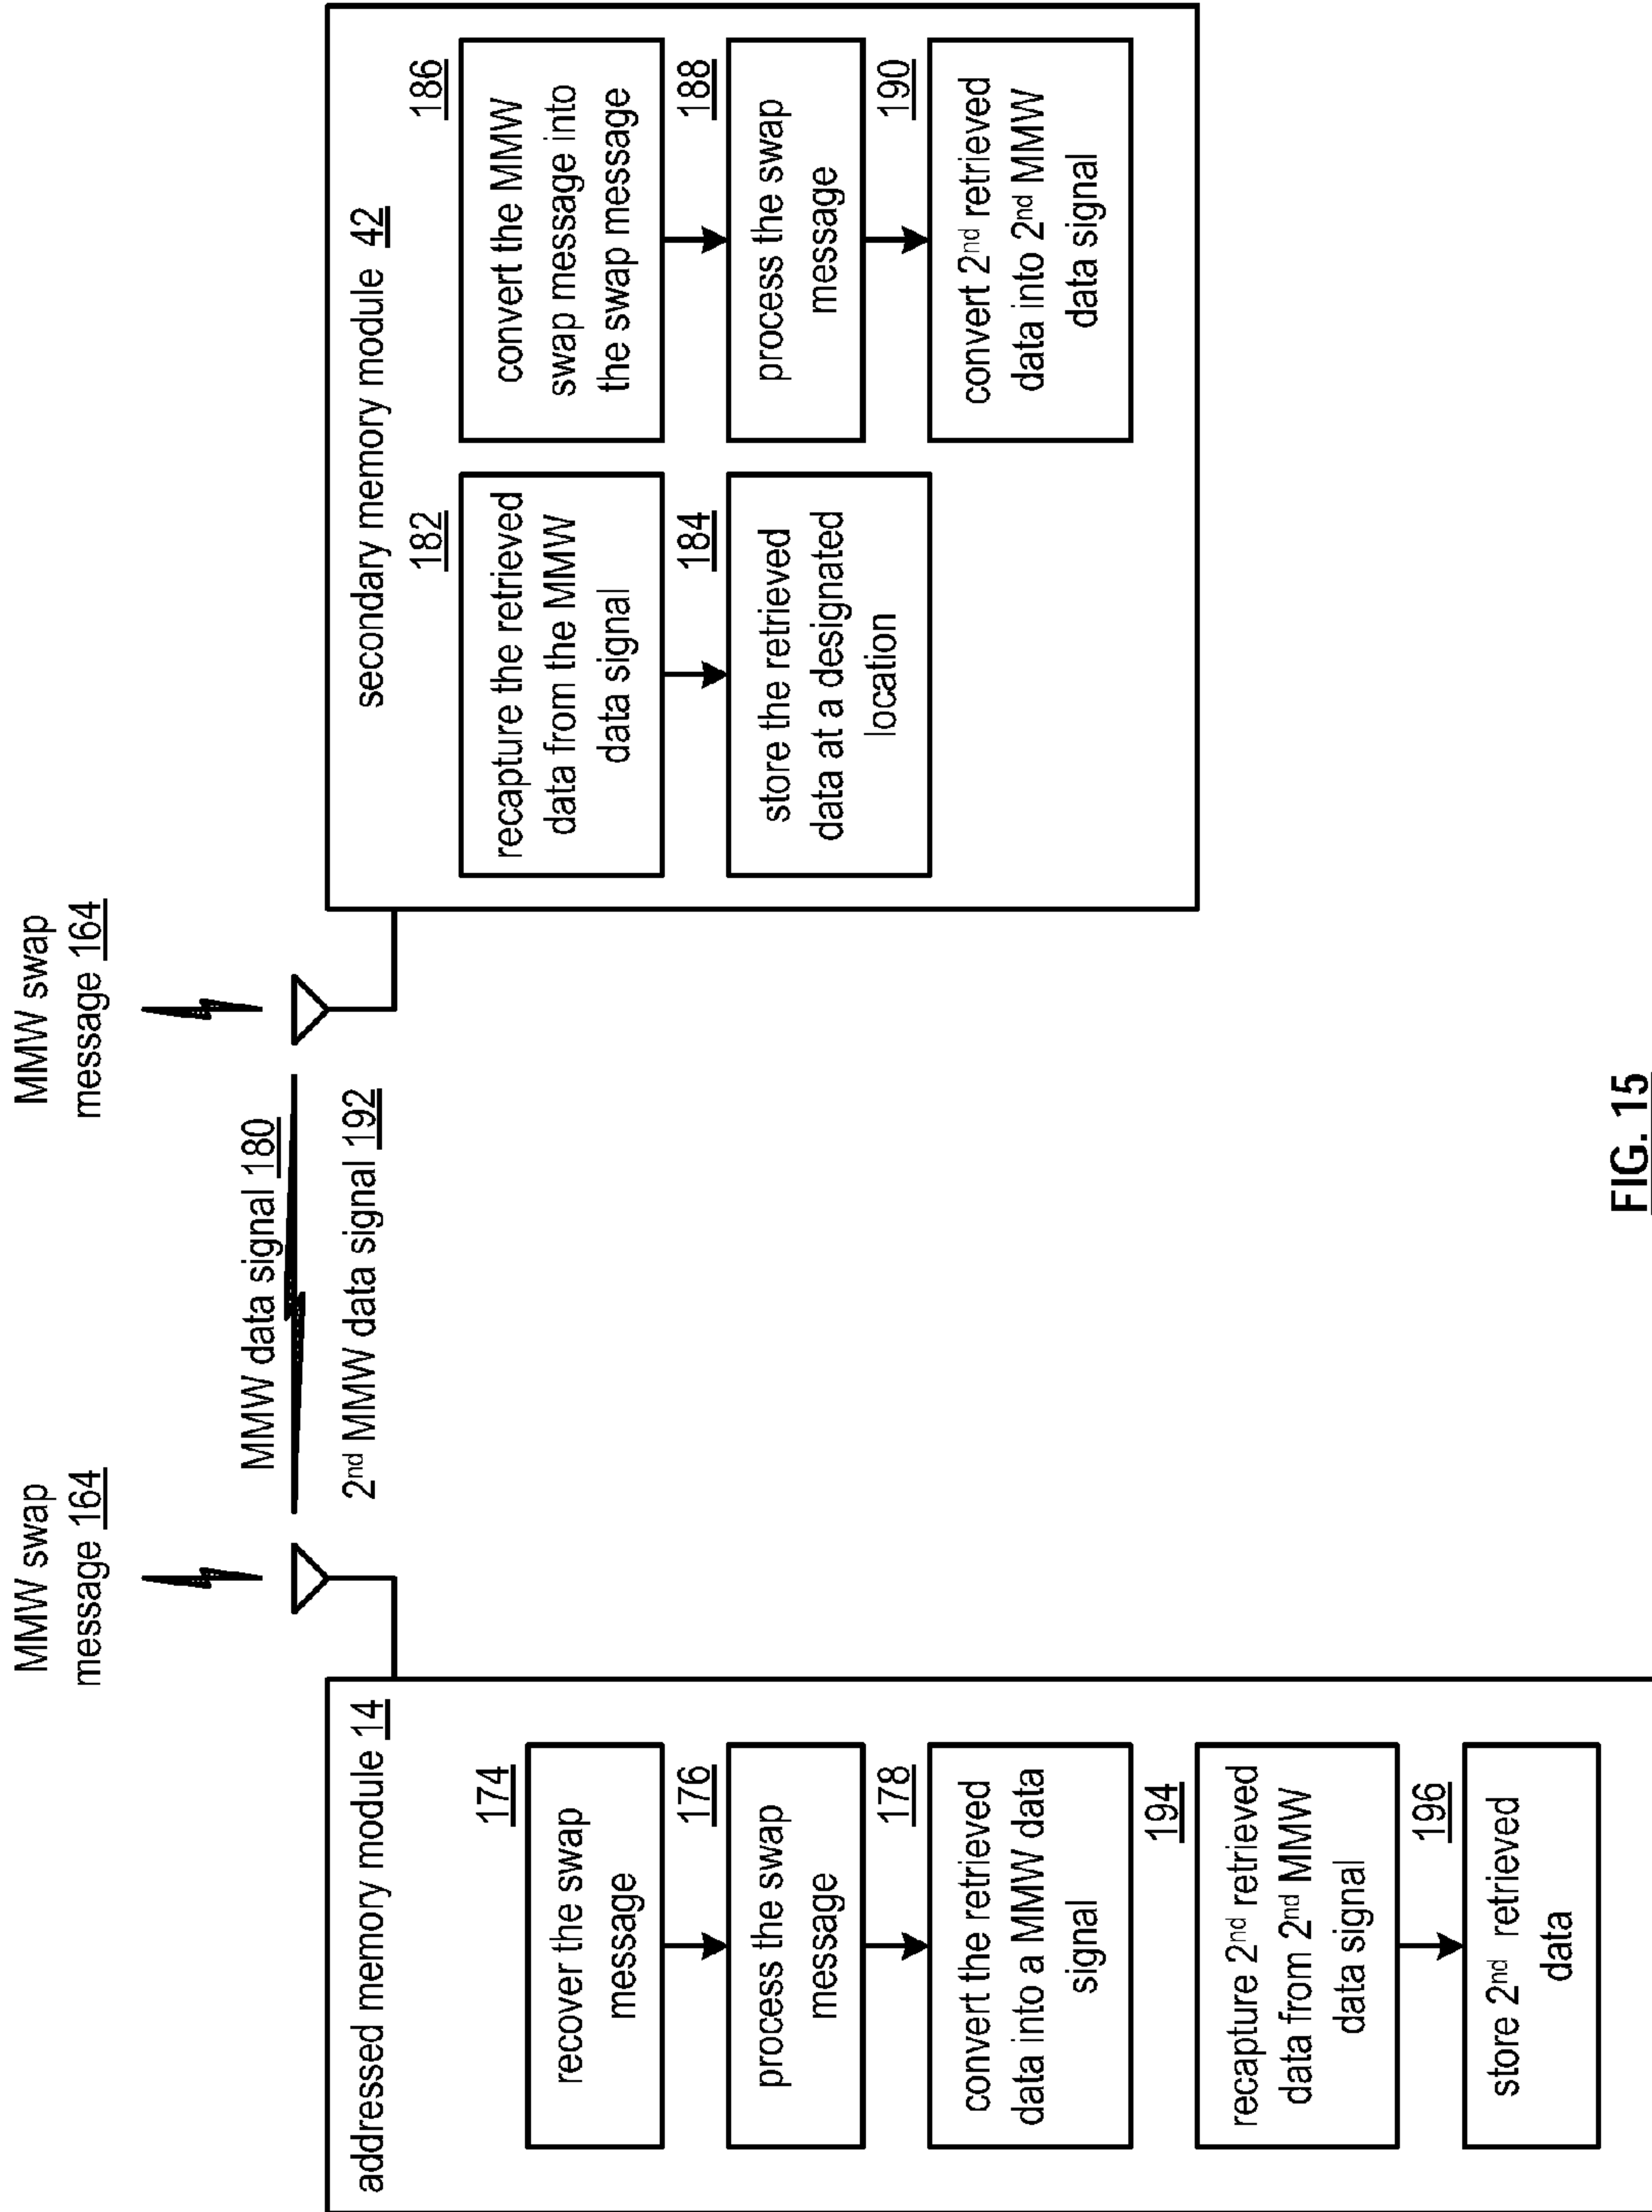 MMW swap
message 164
MMW swap
message 164
MMW data signal 180
2nd MMW data signal 192
addressed memory module 14
174
recover the swap
message
176
process the swap
message
178
convert the retrieved
data into a MMW data
signal
194
recapture 2nd retrieved
data from 2nd MMW
data signal
196
store 2nd retrieved
data
secondary memory module 42
182
recapture the retrieved
data from the MMW
data signal
184
store the retrieved
data at a designated
location
186
convert the MMW
swap message into
the swap message
188
process the swap
message
190
convert 2nd retrieved
data into 2nd MMW
data signal
FIG. 15